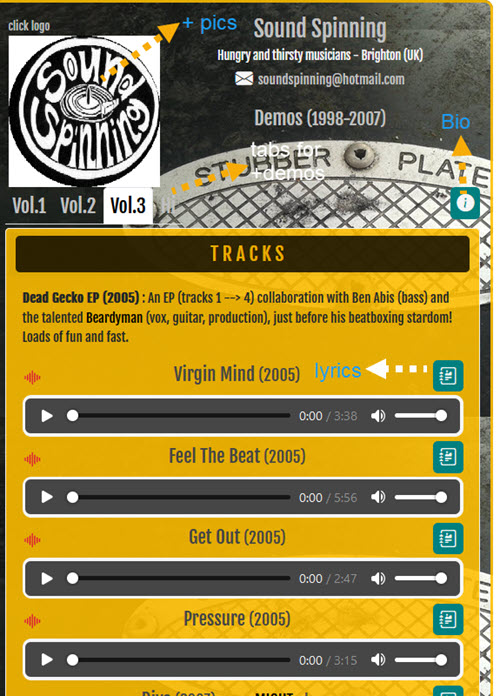 click logo
+ pics
Sound Spinning
Hungry and thirsty musicians - Brighton (UK)
Sound
Spinning
soundspinning@hotmail.com
Demos (1998-2007)
Bio
tabs for
+demos
STUBBER PLATE
Vol.1 Vol.2 Vol.3
TRACKS
Dead Gecko EP (2005) : An EP (tracks 1 --> 4) collaboration with Ben Abis (bass) and
the talented Beardyman (vox, guitar, production), just before his beatboxing stardom!
Loads of fun and fast.
Virgin Mind (2005)
lyrics
0:00 / 3:38
Feel The Beat (2005)
0:00 / 5:56
Get Out (2005)
0:00 / 2:47
Pressure (2005)
0:00 / 3:15